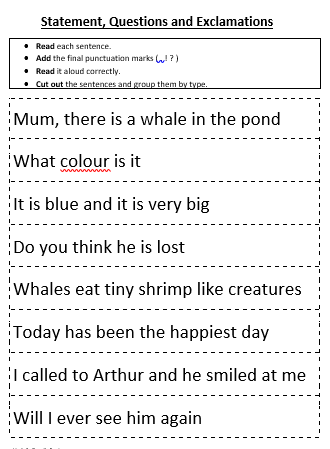 Statement, Questions and Exclamations
Read each sentence.
Add the final punctuation marks (.,! ? )
Read it aloud correctly.
Cut out the sentences and group them by type.
Mum, there is a whale in the pond
What colour is it
It is blue and it is very big
Do you think he is lost
Whales eat tiny shrimp like creatures
Today has been the happiest day
I called to Arthur and he smiled at me
Will I ever see him again